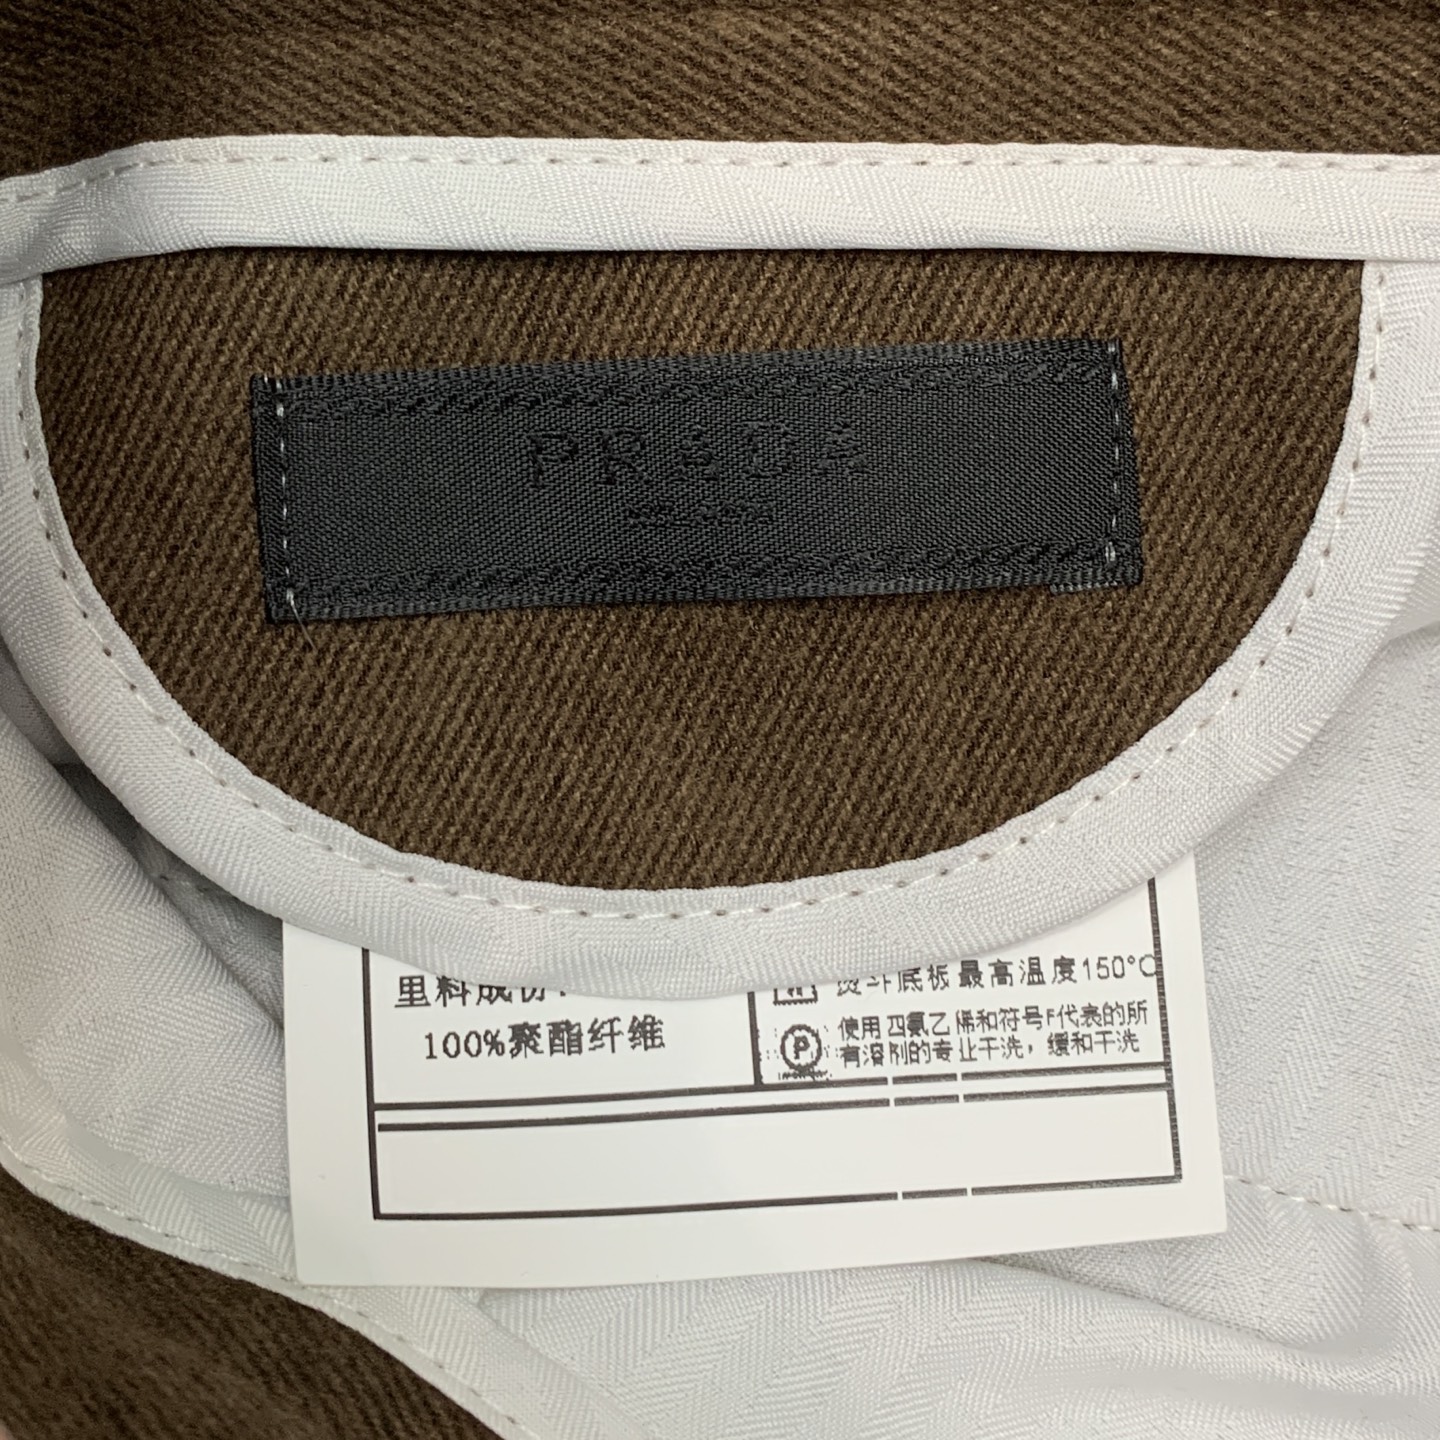 PRADA
里料成份:
100%聚酯纤维
熨斗底板最高温度150°C
P
使用四氯乙烯和符号F代表的所
有溶剂的专业干洗，缓和干洗